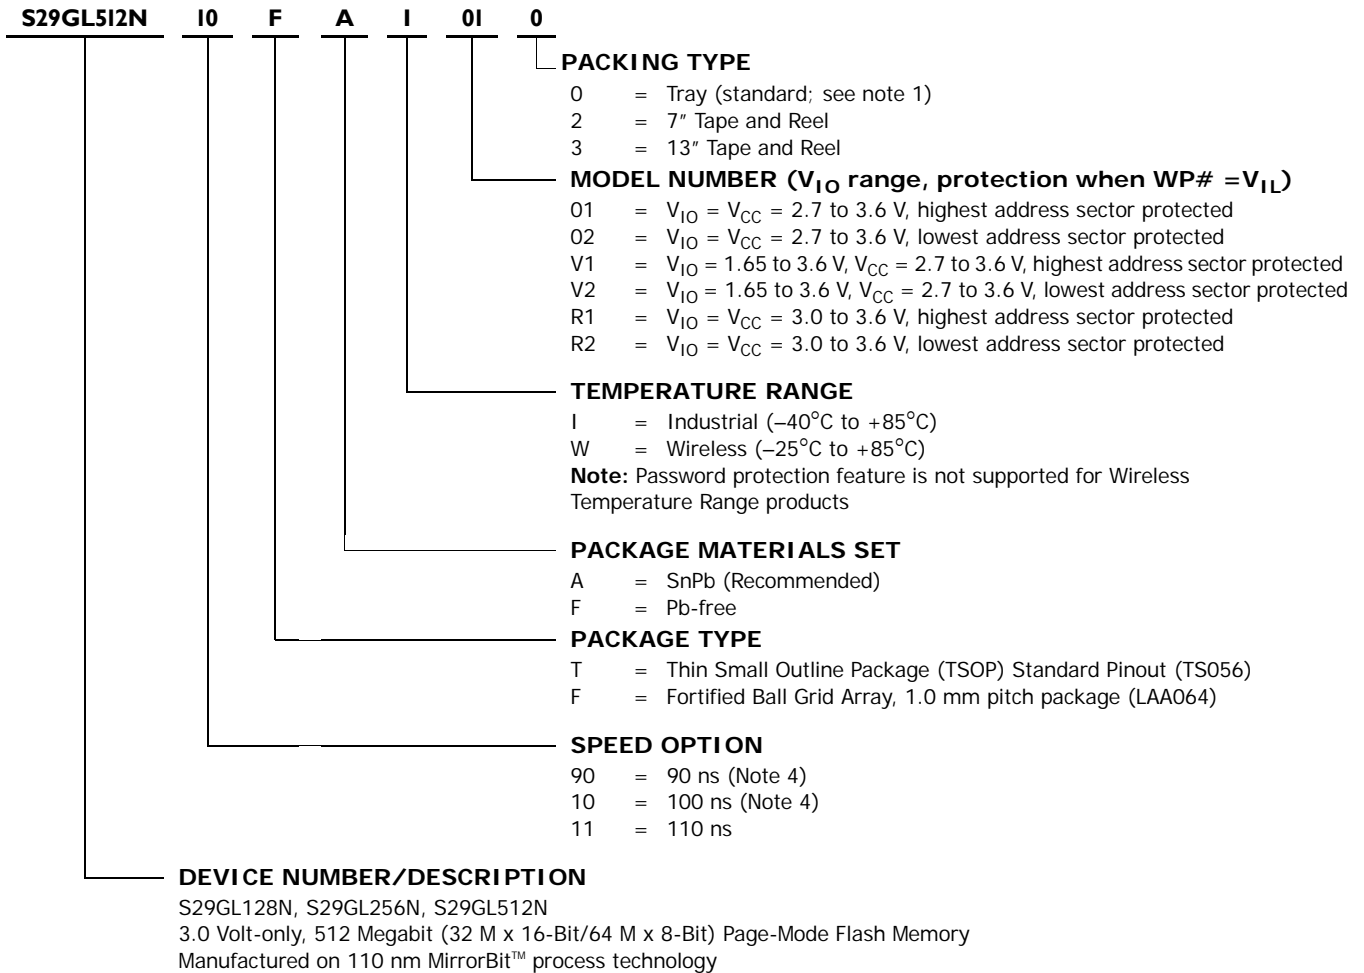 S29GL512N 10 F A I 01 0
PACKING TYPE
0 = Tray (standard; see note 1)
2 = 7″ Tape and Reel
3 = 13″ Tape and Reel
MODEL NUMBER (VIO range, protection when WP# =VIL)
01 = VIO = VCC = 2.7 to 3.6 V, highest address sector protected
02 = VIO = VCC = 2.7 to 3.6 V, lowest address sector protected
V1 = VIO = 1.65 to 3.6 V, VCC = 2.7 to 3.6 V, highest address sector protected
V2 = VIO = 1.65 to 3.6 V, VCC = 2.7 to 3.6 V, lowest address sector protected
R1 = VIO = VCC = 3.0 to 3.6 V, highest address sector protected
R2 = VIO = VCC = 3.0 to 3.6 V, lowest address sector protected
TEMPERATURE RANGE
I = Industrial (–40°C to +85°C)
W = Wireless (–25°C to +85°C)
Note: Password protection feature is not supported for Wireless
Temperature Range products
PACKAGE MATERIALS SET
A = SnPb (Recommended)
F = Pb-free
PACKAGE TYPE
T = Thin Small Outline Package (TSOP) Standard Pinout (TS056)
F = Fortified Ball Grid Array, 1.0 mm pitch package (LAA064)
SPEED OPTION
90 = 90 ns (Note 4)
10 = 100 ns (Note 4)
11 = 110 ns
DEVICE NUMBER/DESCRIPTION
S29GL128N, S29GL256N, S29GL512N
3.0 Volt-only, 512 Megabit (32 M x 16-Bit/64 M x 8-Bit) Page-Mode Flash Memory
Manufactured on 110 nm MirrorBit™ process technology